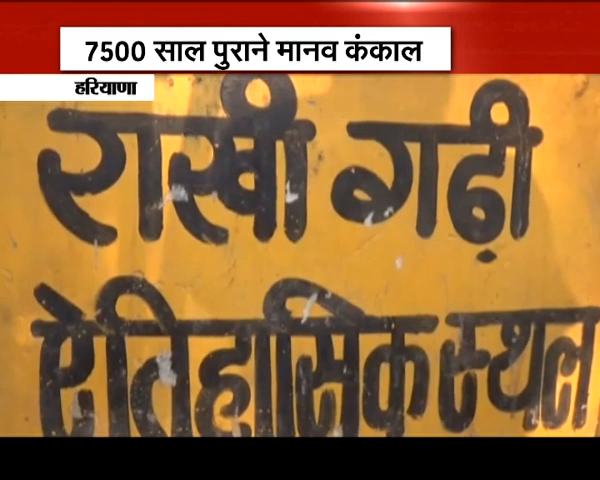 7500 साल पुराने मानव कंकाल
हरियाणा
राखी गढ़ी
ऐतिहासिक स्थल